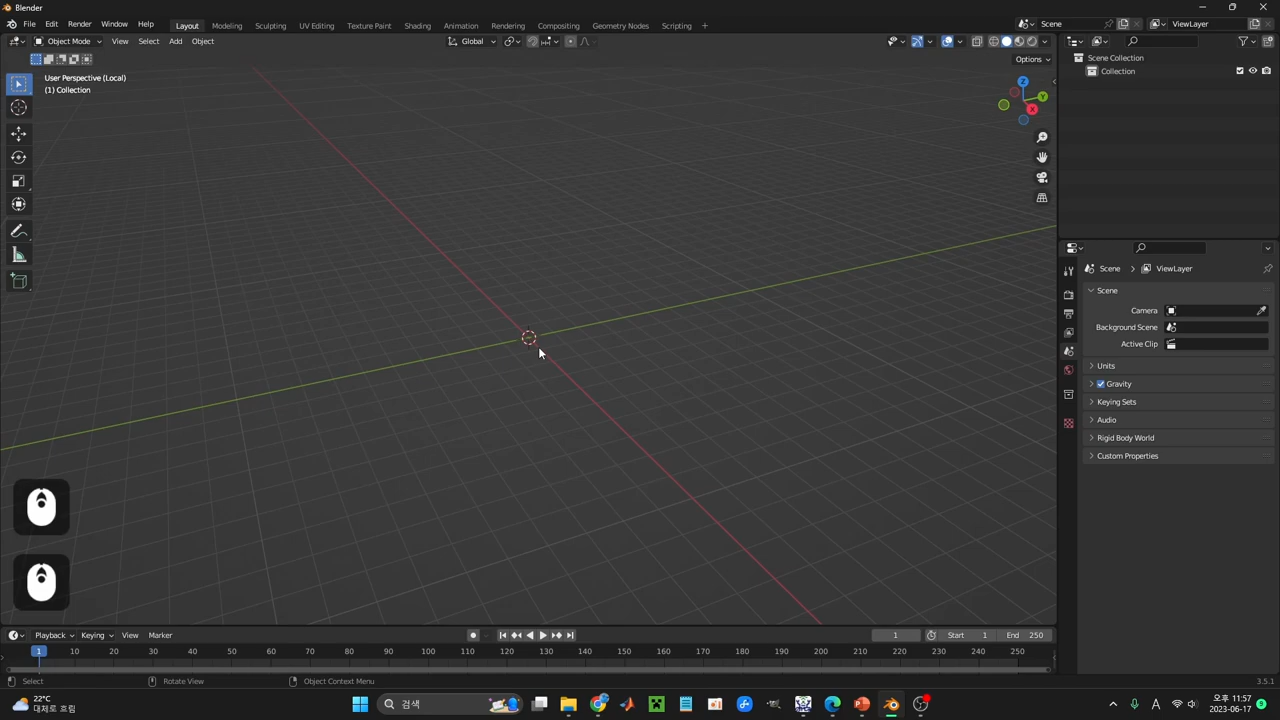 Blender
File Edit Render Window Help Layout Modeling Sculpting UV Editing Texture Paint Shading Animation Rendering Compositing Geometry Nodes Scripting + Scene ViewLayer
Object Mode View Select Add Object Global
Options
User Perspective (Local)
(1) Collection
Z
Y
X
Scene Collection
Collection
Scene > ViewLayer
Scene
Camera
Background Scene
Active Clip
Units
Gravity
Keying Sets
Audio
Rigid Body World
Custom Properties
Playback Keying View Marker 1 Start 1 End 250
1 10 20 30 40 50 60 70 80 90 100 110 120 130 140 150 160 170 180 190 200 210 220 230 240 250
Select Rotate View Object Context Menu 3.5.1
22°C
대체로 흐림
검색
A
오후 11:57
2023-06-17